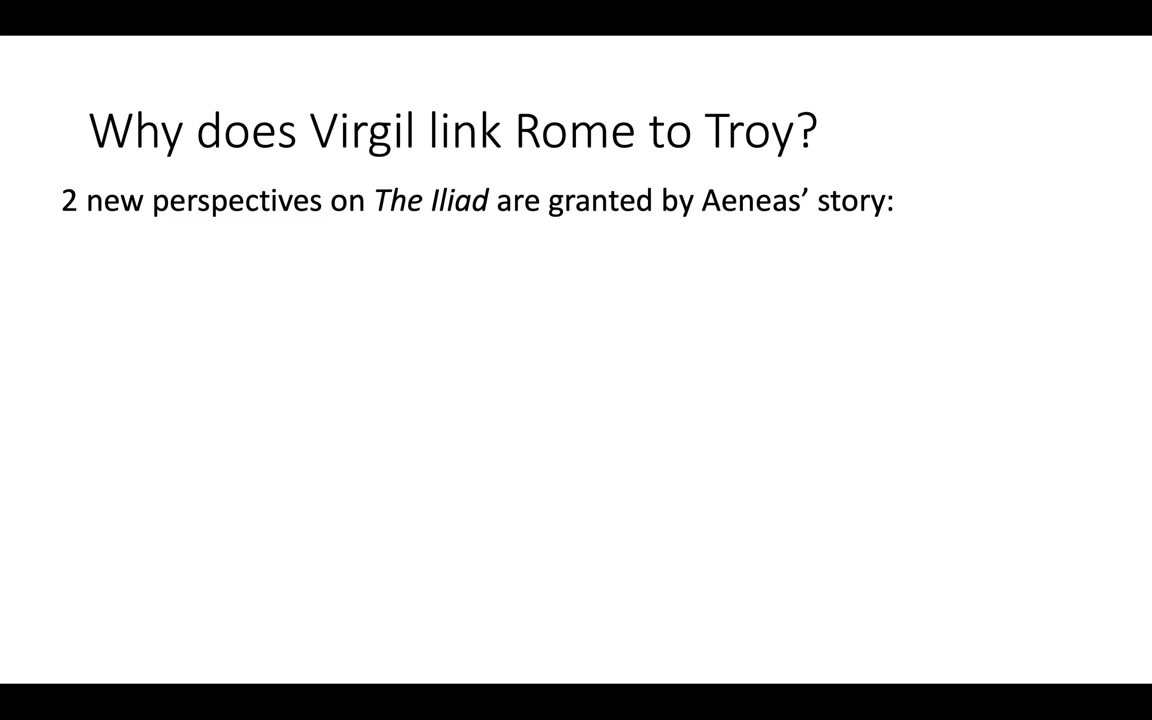 Why does Virgil link Rome to Troy?
2 new perspectives on The Iliad are granted by Aeneas’ story: